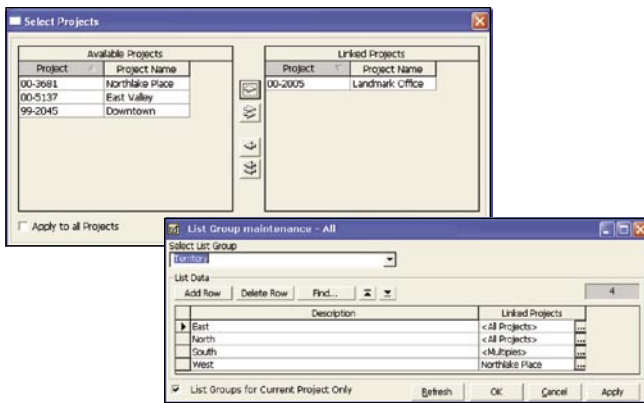 Select Projects
Available Projects
Linked Projects
Project Project Name
Project Project Name
00-3681 Northlake Place
00-2005 Landmark Office
00-5137 East Valley
99-2045 Downtown
Apply to all Projects
List Group maintenance - All
Select List Group
Territory
List Data
Add Row Delete Row Find... 4
Description Linked Projects
East <All Projects> ...
North <All Projects> ...
South <Multiples> ...
West Northlake Place ...
List Groups for Current Project Only Refresh OK Cancel Apply